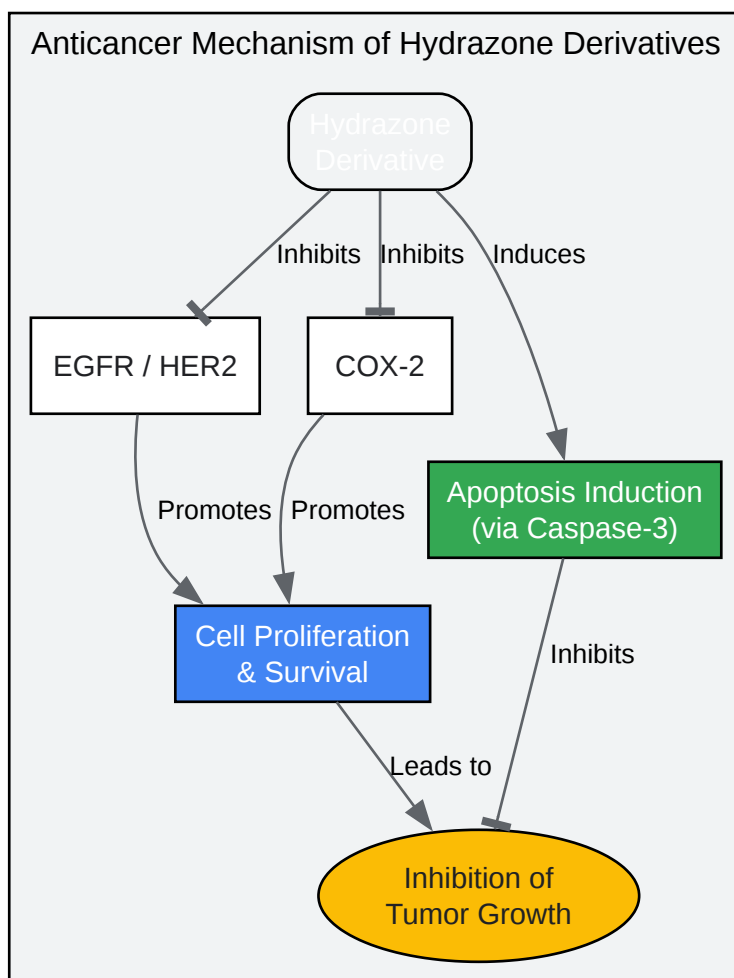 Anticancer Mechanism of Hydrazone Derivatives
Hydrazone
Derivative
Inhibits
Inhibits
Induces
EGFR / HER2
COX-2
Apoptosis Induction
(via Caspase-3)
Promotes
Promotes
Cell Proliferation
& Survival
Inhibits
Leads to
Inhibition of
Tumor Growth